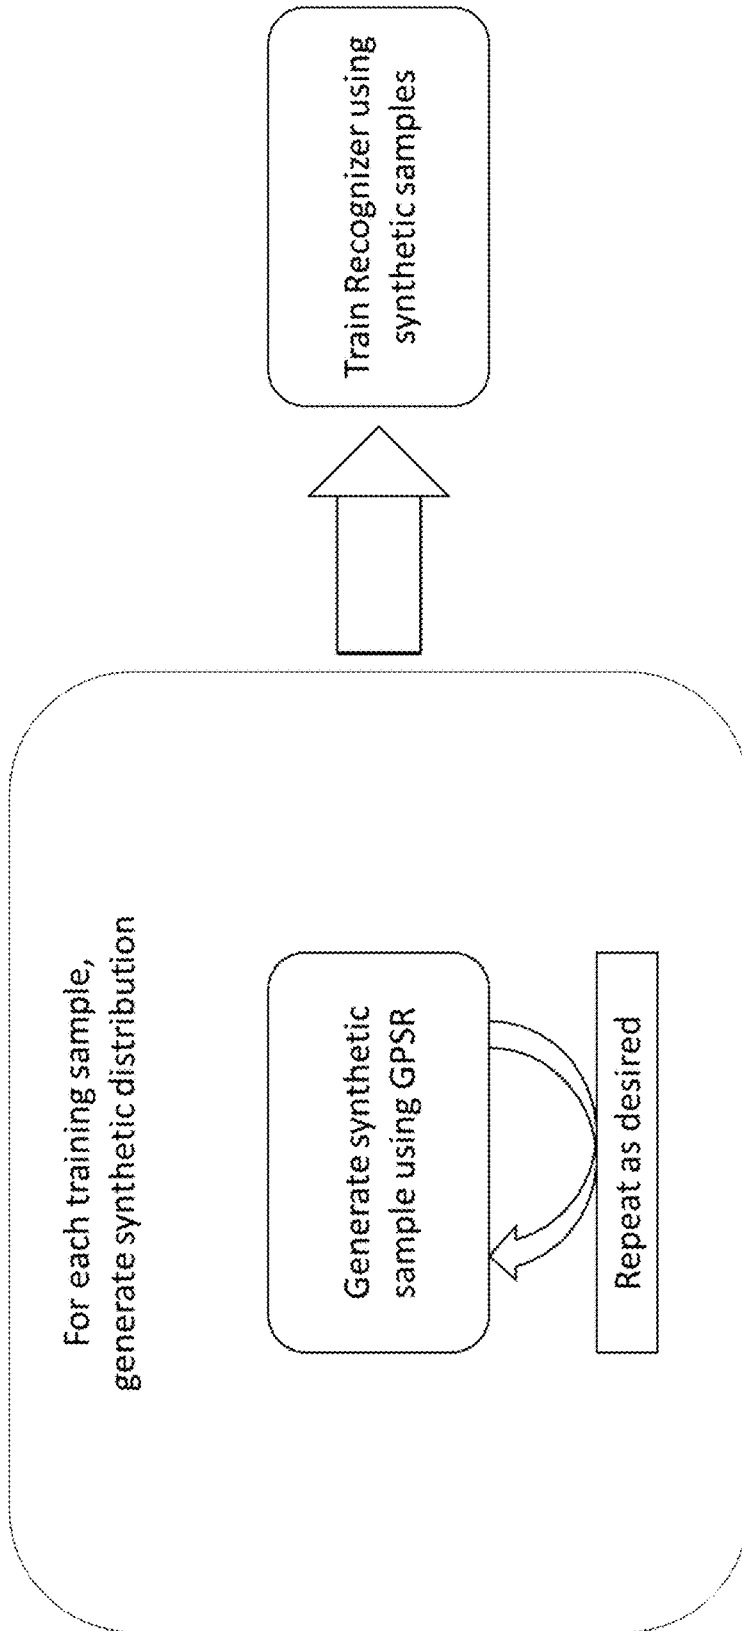 For each training sample,
generate synthetic distribution
Generate synthetic
sample using GPSR
Repeat as desired
Train Recognizer using
synthetic samples